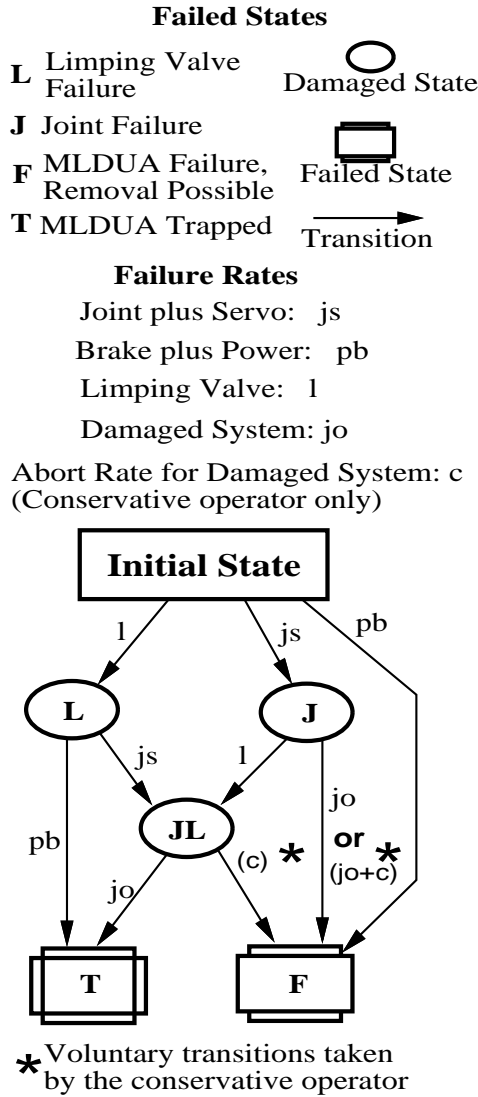 Failed States
L Limping Valve
Failure
Damaged State
J Joint Failure
F MLDUA Failure,
Removal Possible
Failed State
T MLDUA Trapped
Transition
Failure Rates
Joint plus Servo: js
Brake plus Power: pb
Limping Valve: l
Damaged System: jo
Abort Rate for Damaged System: c
(Conservative operator only)
Initial State
l
js
pb
L
J
js
l
jo
or
(jo+c) *
JL
pb
(c) *
jo
T
F
* Voluntary transitions taken
by the conservative operator